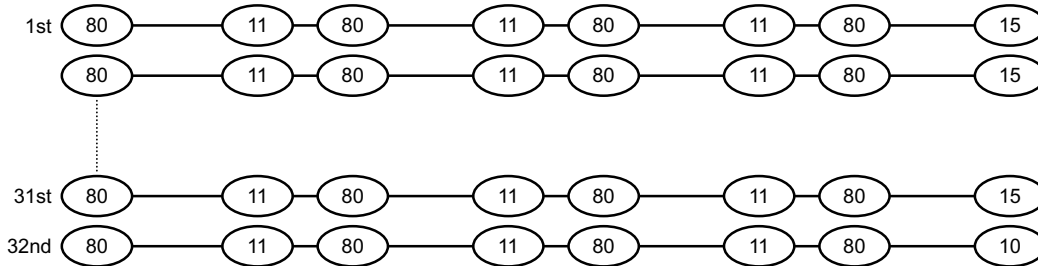 1st 80 11 80 11 80 11 80 15
80 11 80 11 80 11 80 15
31st 80 11 80 11 80 11 80 15
32nd 80 11 80 11 80 11 80 10